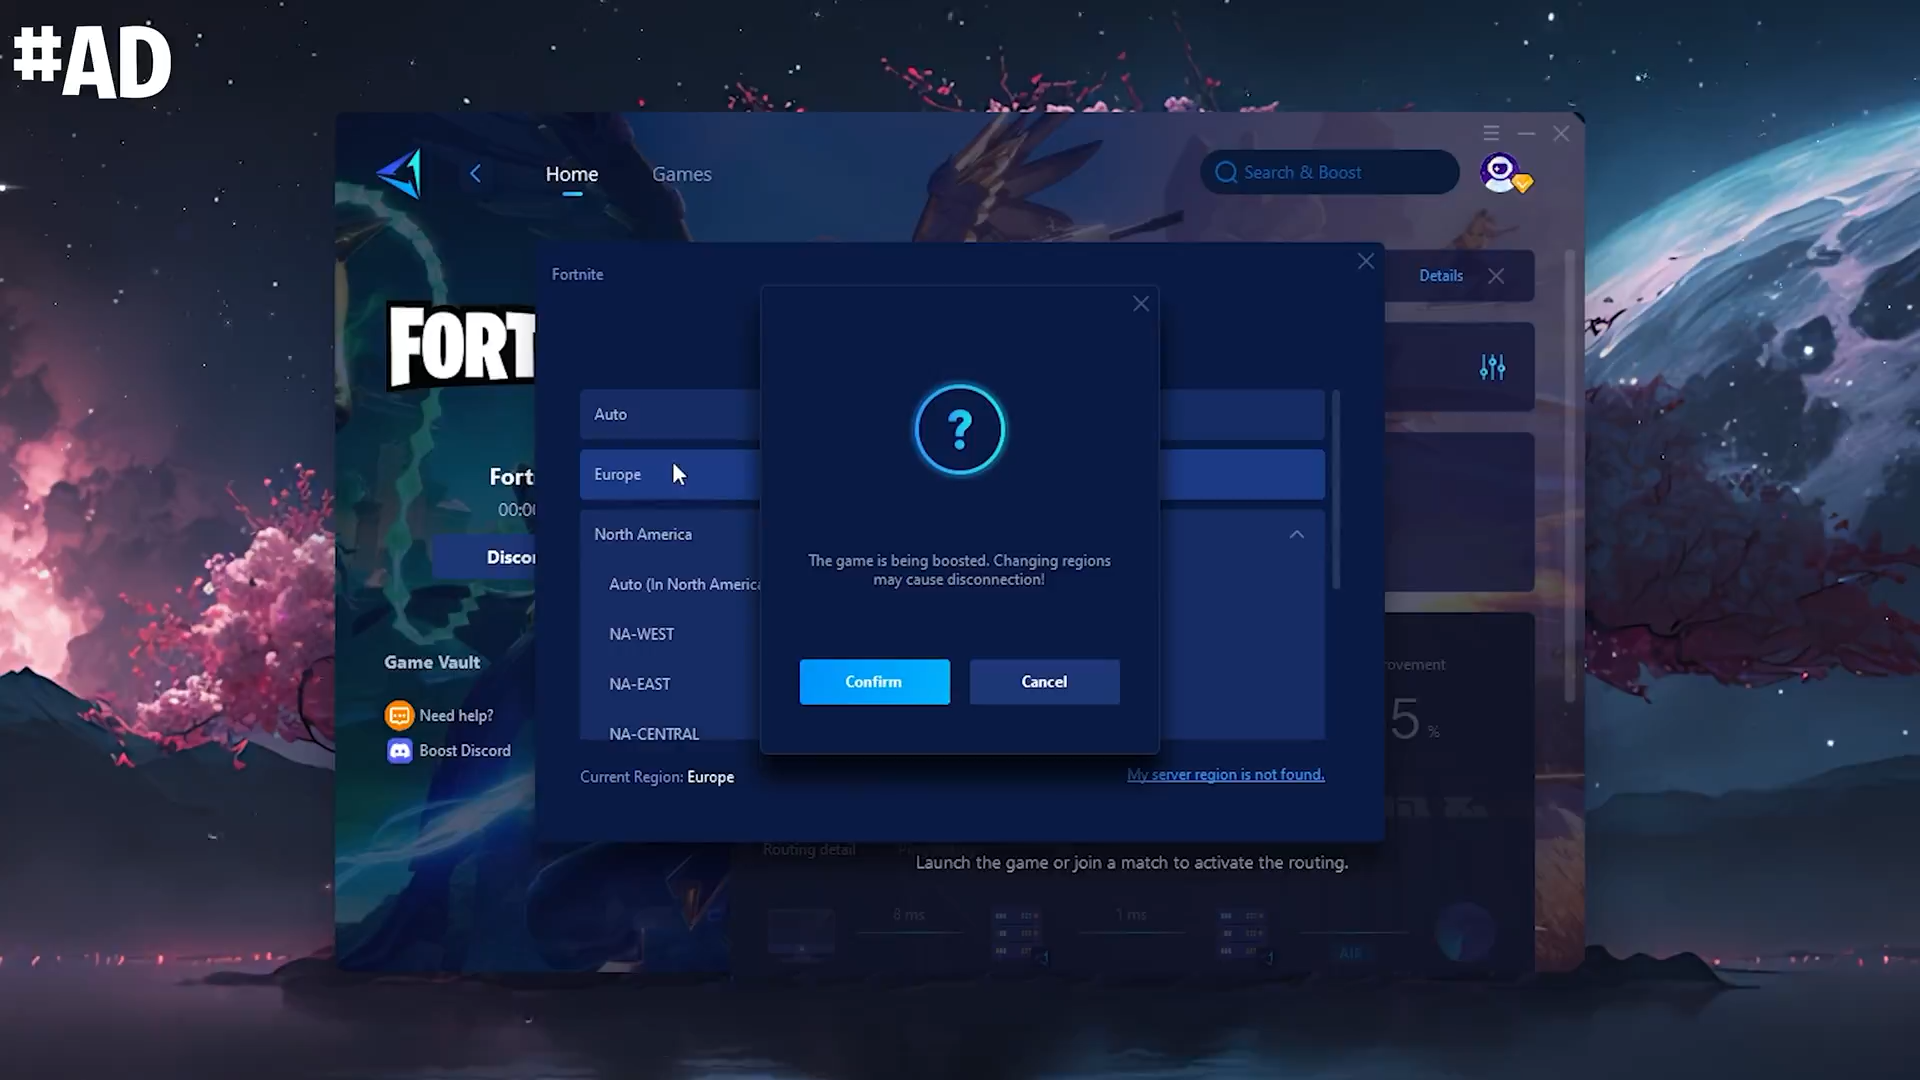 #AD
Home
Games
Search & Boost
Fortnite
Details
FORT
Auto
Fort
Europe
00:0
North America
Disco
The game is being boosted. Changing regions
may cause disconnection!
Auto (In North America
NA-WEST
Game Vault
rovement
NA-EAST
Confirm
Cancel
Need help?
5 %
NA-CENTRAL
Boost Discord
Current Region: Europe
My server region is not found.
Routing detail
Launch the game or join a match to activate the routing.
8 ms
1 ms
AIR